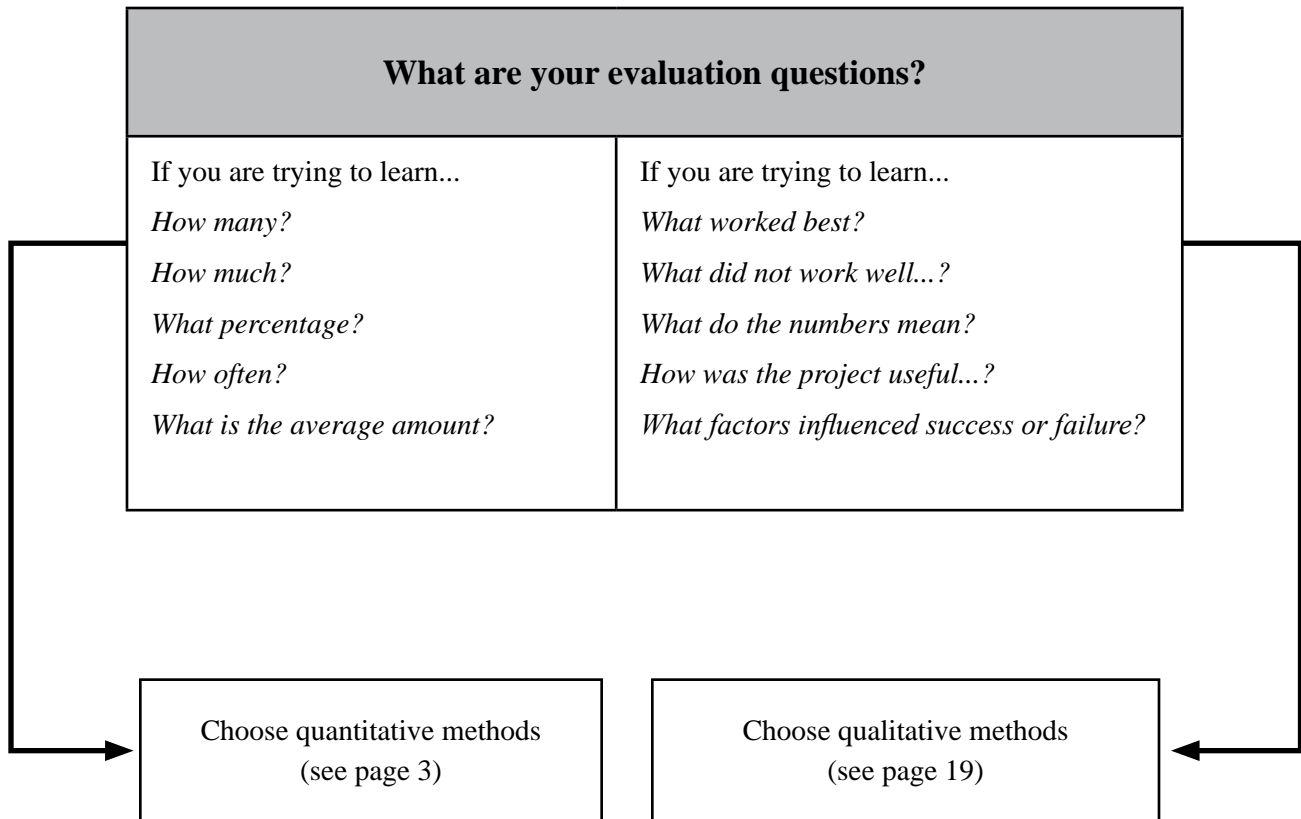 What are your evaluation questions?
If you are trying to learn...
How many?
How much?
What percentage?
How often?
What is the average amount?
If you are trying to learn...
What worked best?
What did not work well...?
What do the numbers mean?
How was the project useful...?
What factors influenced success or failure?
Choose quantitative methods
(see page 3)
Choose qualitative methods
(see page 19)